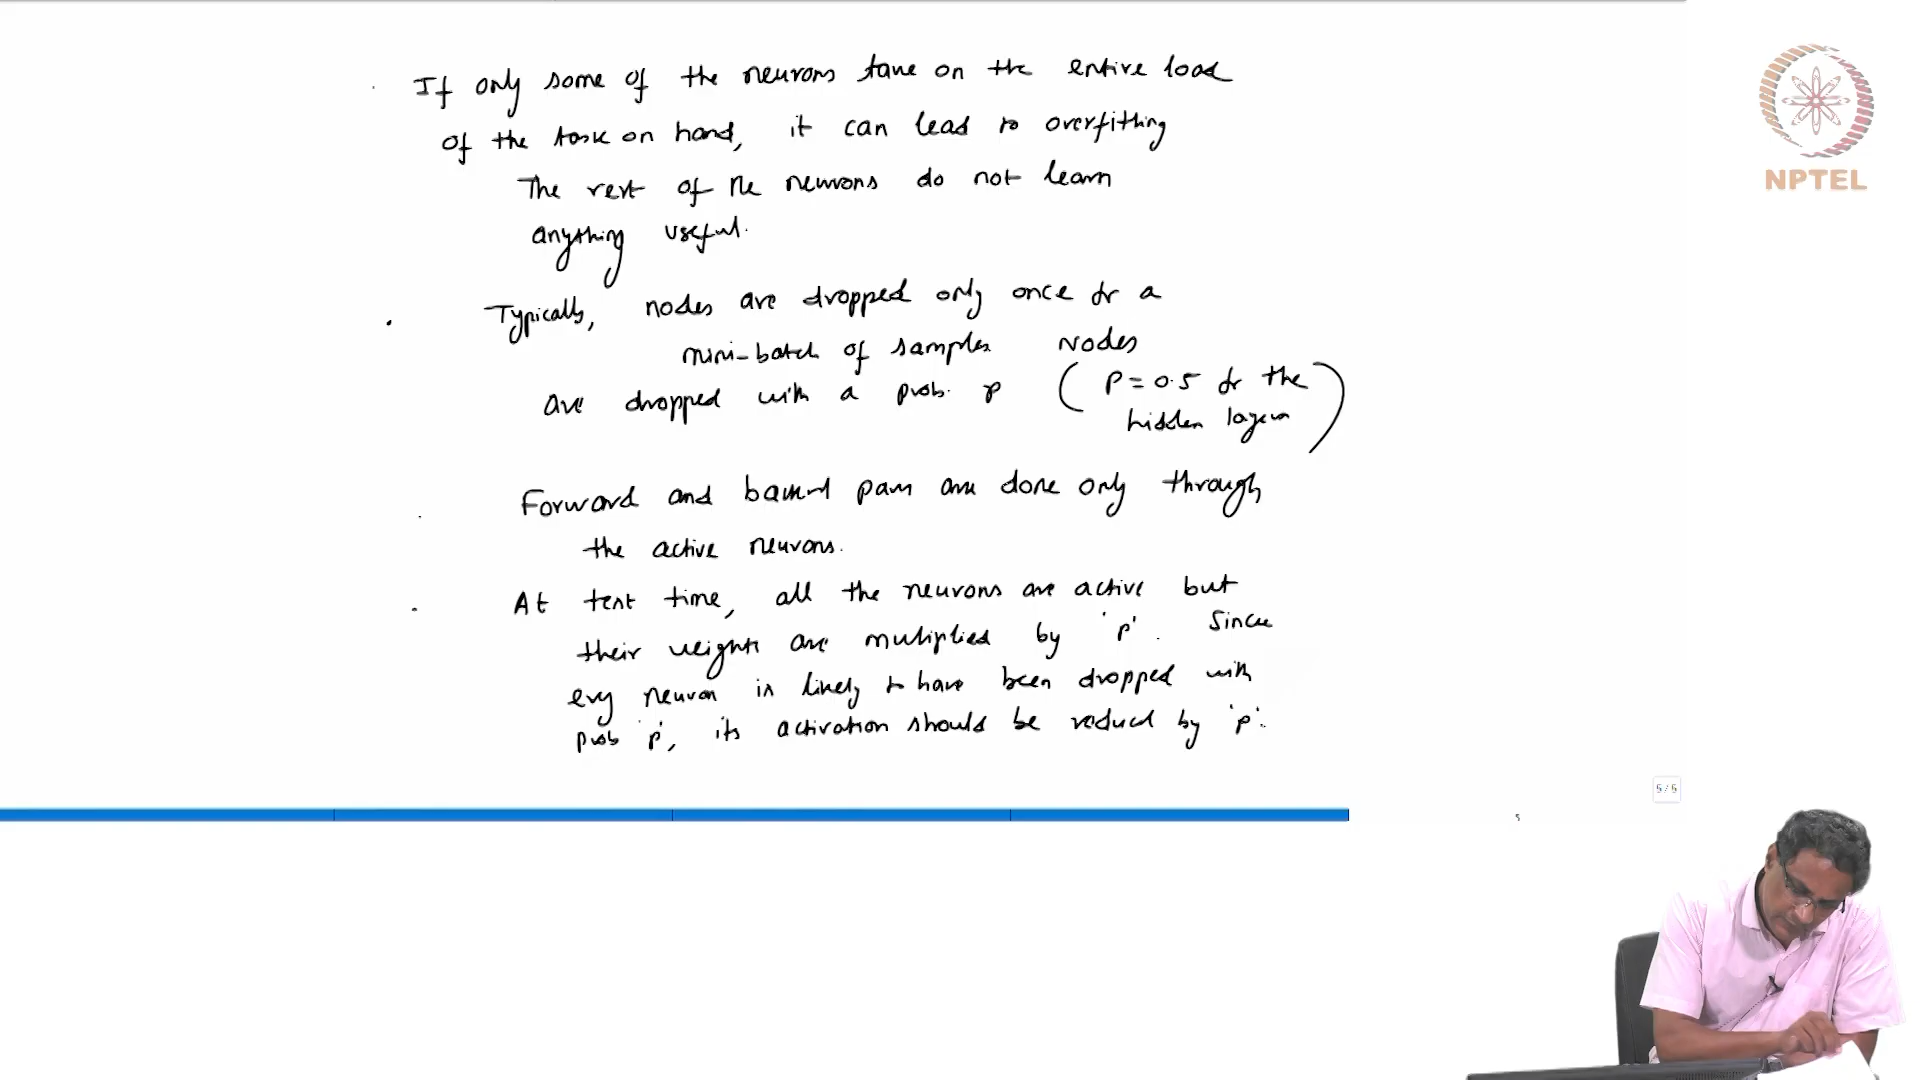 If only some of the neurons take on the entire load
of the task on hand, it can lead to overfitting
The rest of the neurons do not learn
anything useful.
Typically, nodes are dropped only once for a
mini-batch of samples Nodes
are dropped with a prob. p (P = 0.5 for the
hidden layers)
Forward and backward pass are done only through
the active neurons.
At test time, all the neurons are active but
their weights are multiplied by 'p'. Since
every neuron is likely to have been dropped with
prob 'p', its activation should be reduced by 'p'.
NPTEL
5 / 5
5